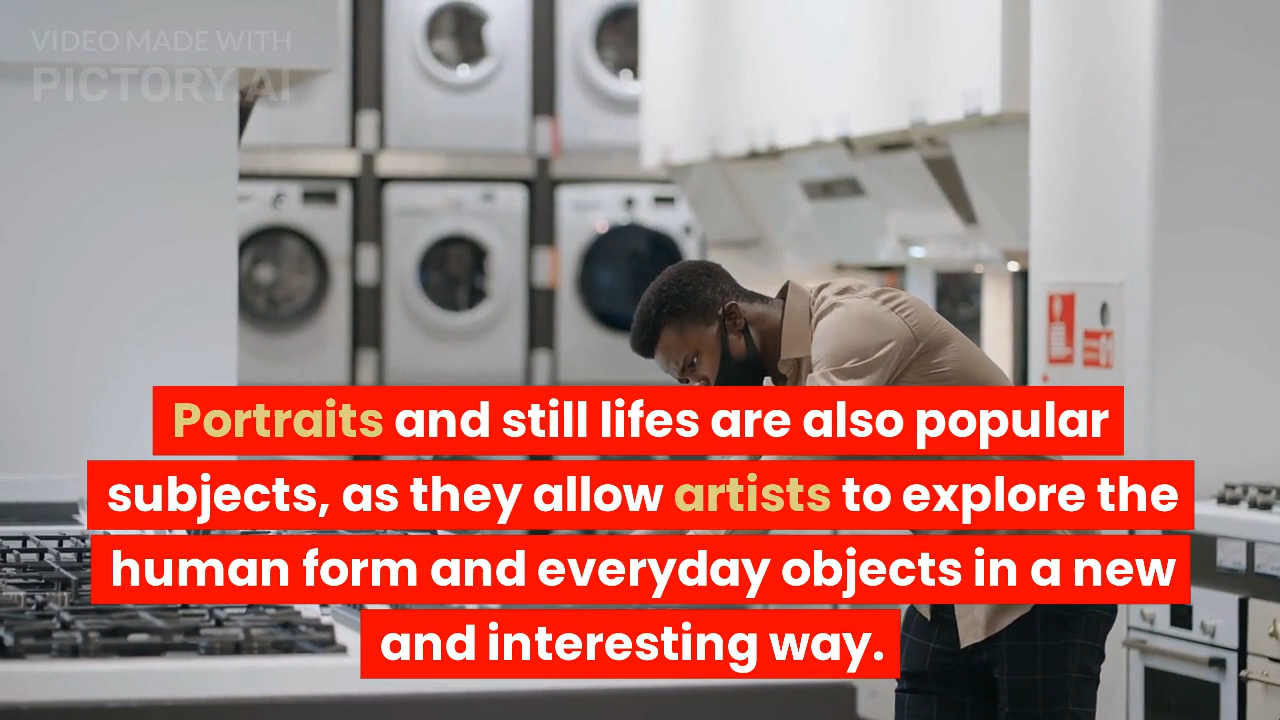 VIDEO MADE WITH
PICTORY.AI
Portraits and still lifes are also popular
subjects, as they allow artists to explore the
human form and everyday objects in a new
and interesting way.